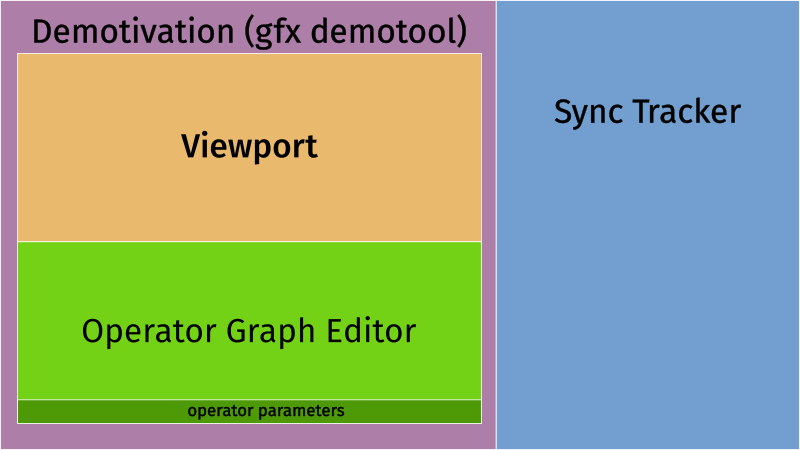 Demotivation (gfx demotool)
Viewport
Operator Graph Editor
operator parameters
Sync Tracker